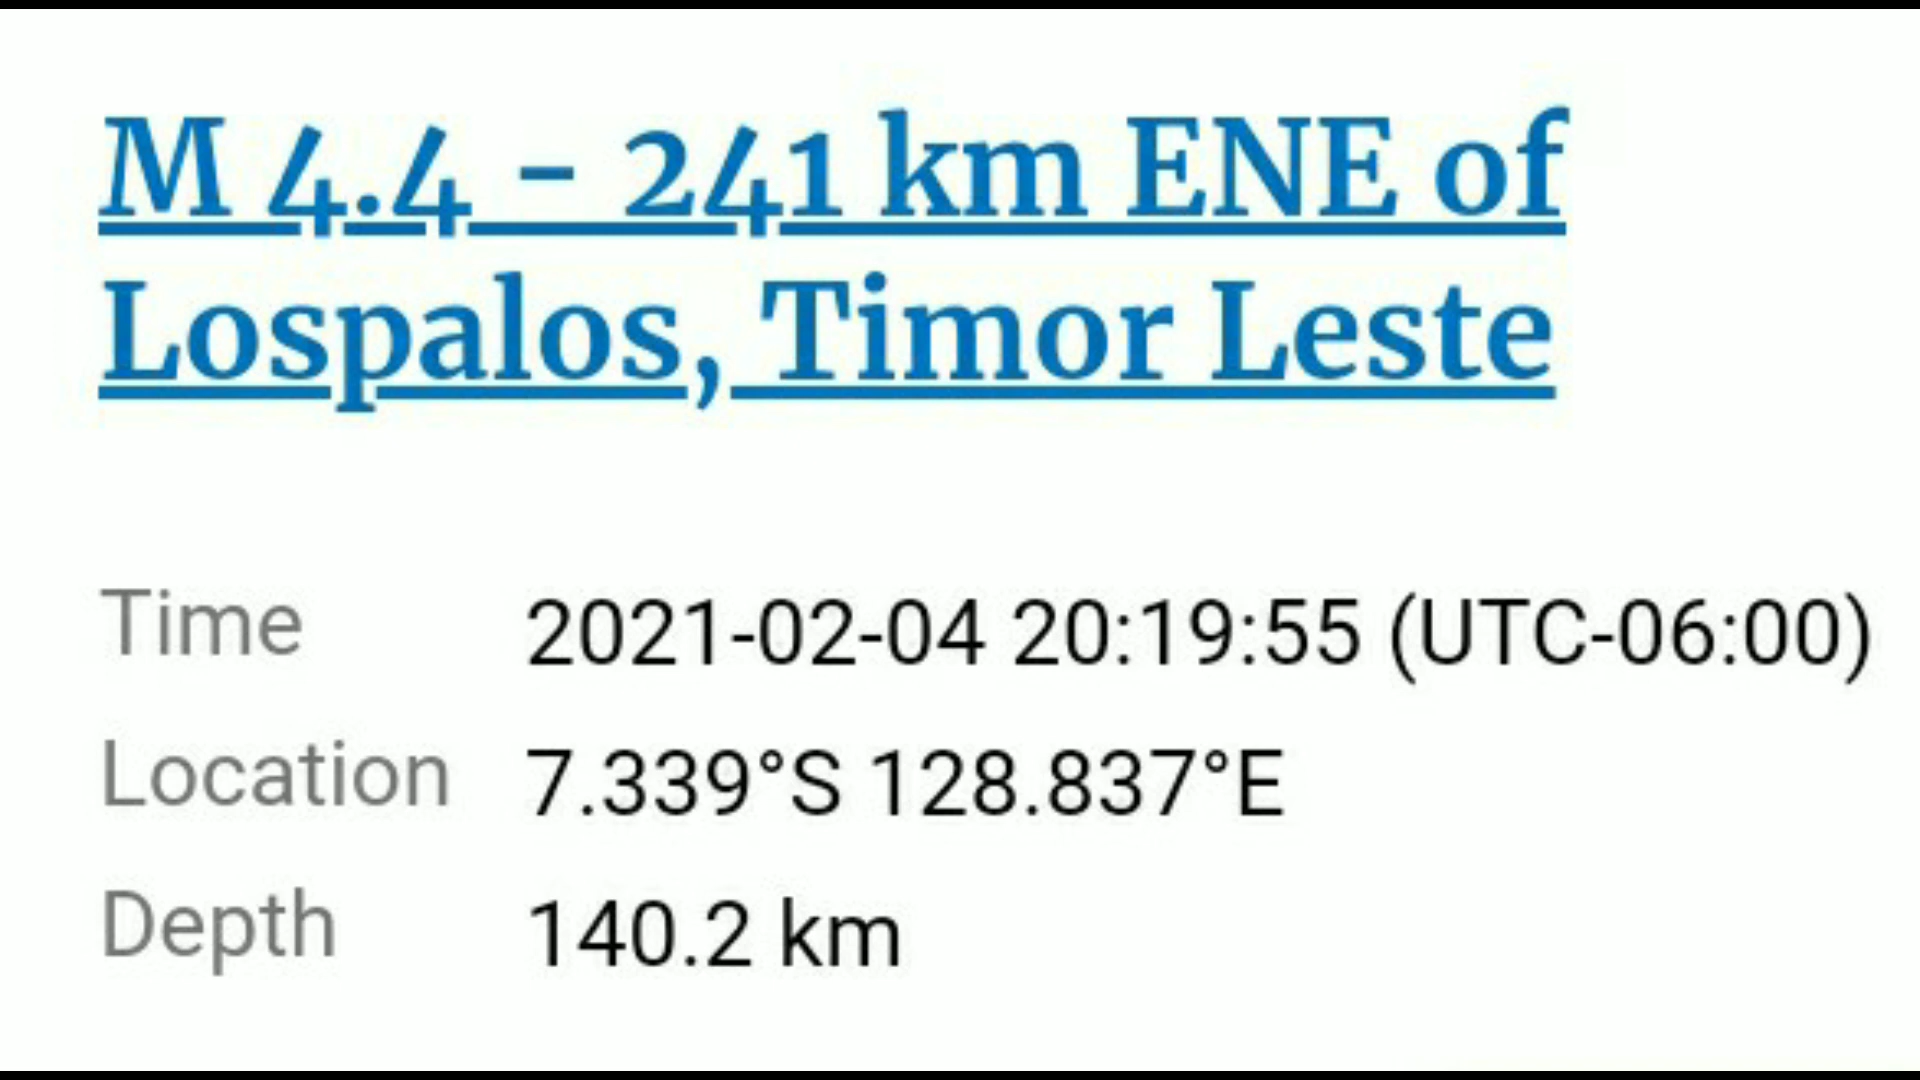 M 4.4 - 241 km ENE of
Lospalos, Timor Leste
Time 2021-02-04 20:19:55 (UTC-06:00)
Location 7.339°S 128.837°E
Depth 140.2 km